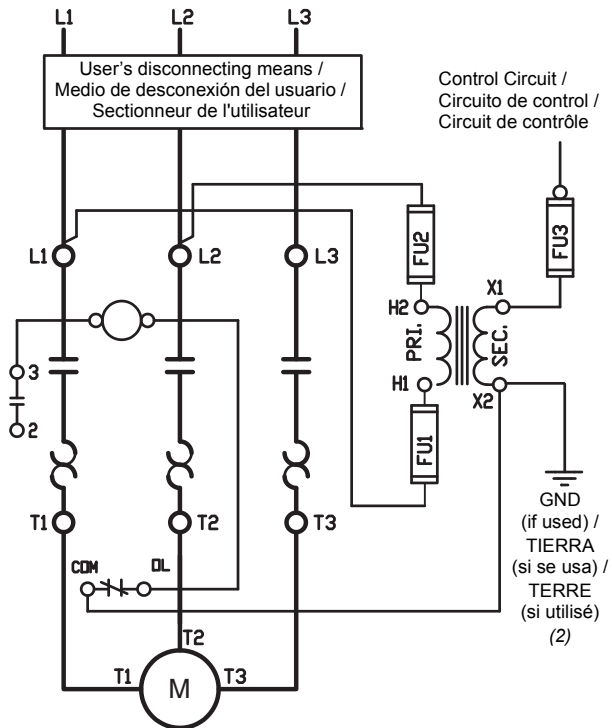 L1
L2
L3
User's disconnecting means /
Medio de desconexión del usuario /
Sectionneur de l'utilisateur
Control Circuit /
Circuito de control /
Circuit de contrôle
L1
L2
L3
FU2
FU3
H2
X1
PRI.
SEC.
H1
X2
3
2
FU1
T1
T2
T3
GND
(if used) /
TIERRA
(si se usa) /
TERRE
(si utilisé)
(2)
COM
OL
T2
T1
M
T3